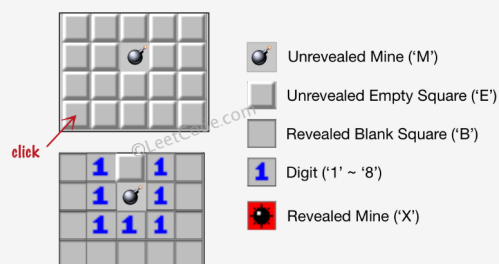 Unrevealed Mine ('M')
Unrevealed Empty Square ('E')
click
©LeetCode.com
Revealed Blank Square ('B')
1 1
Digit ('1' ~ '8')
1 1
1 1 1
Revealed Mine ('X')